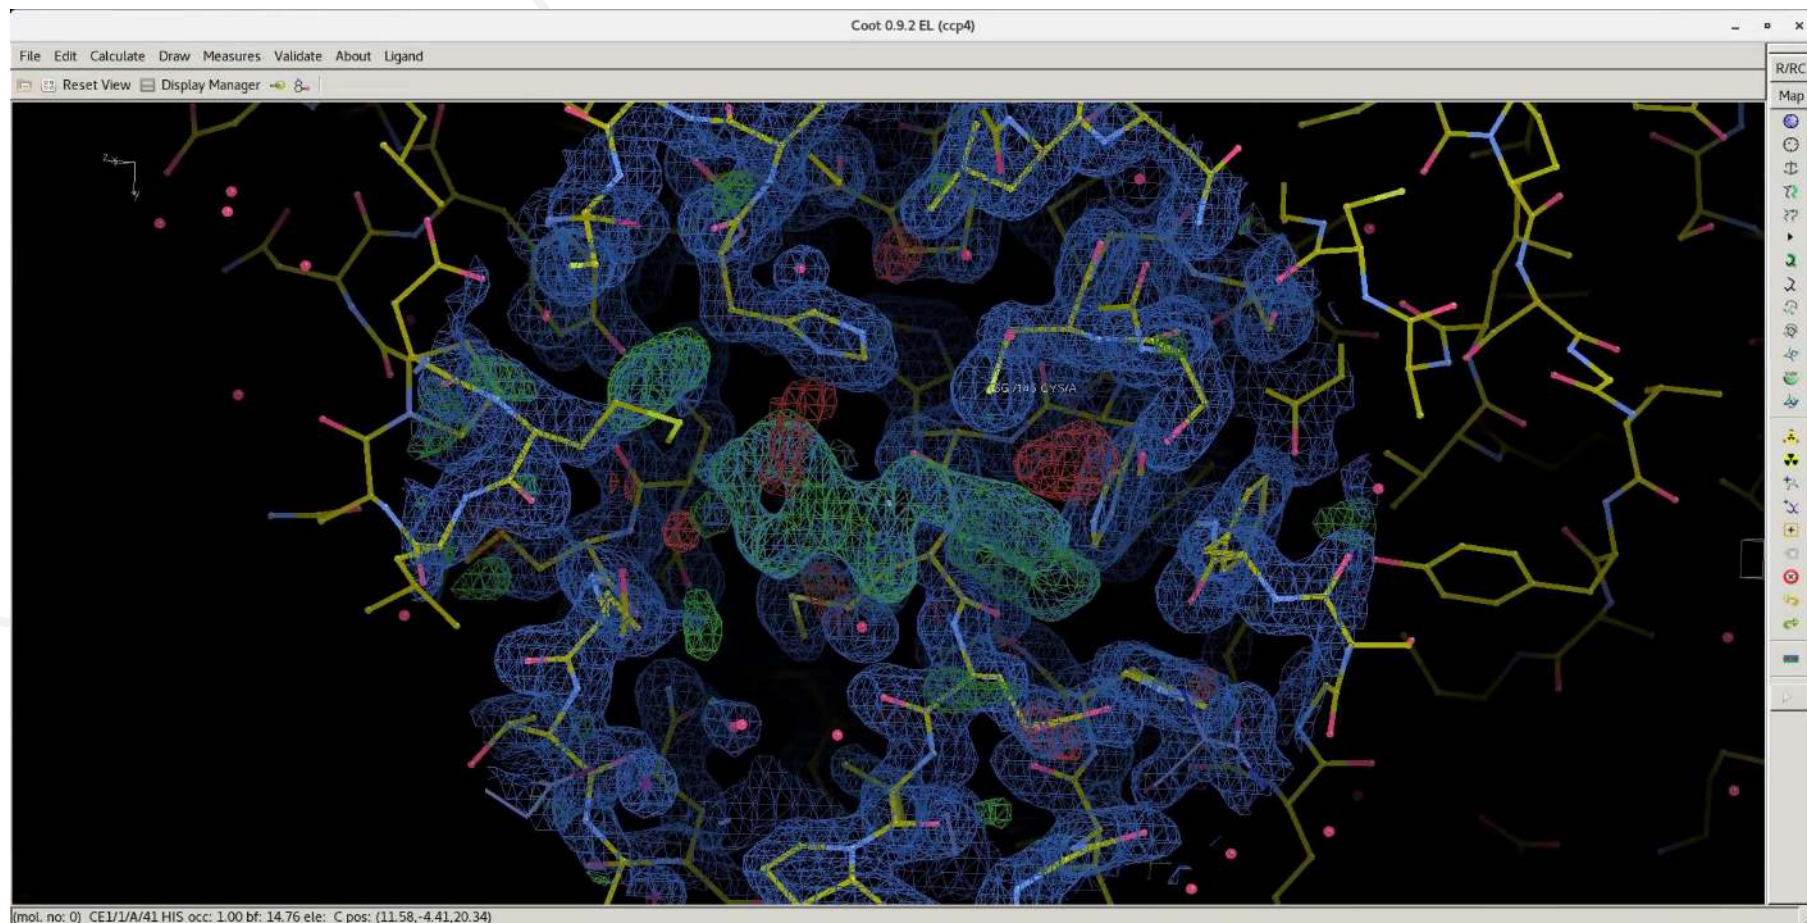 Coot 0.9.2 EL (ccp4)
File Edit Calculate Draw Measures Validate About Ligand
Reset View Display Manager
R/RC
Map
SG /145 CYS/A
(mol. no: 0) CE1/1/A/41 HIS occ: 1.00 bf: 14.76 ele: C pos: (11.58,-4.41,20.34)